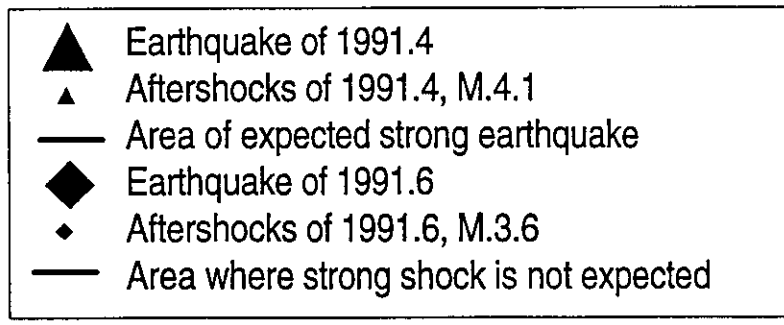 Earthquake of 1991.4
Aftershocks of 1991.4, M.4.1
Area of expected strong earthquake
Earthquake of 1991.6
Aftershocks of 1991.6, M.3.6
Area where strong shock is not expected